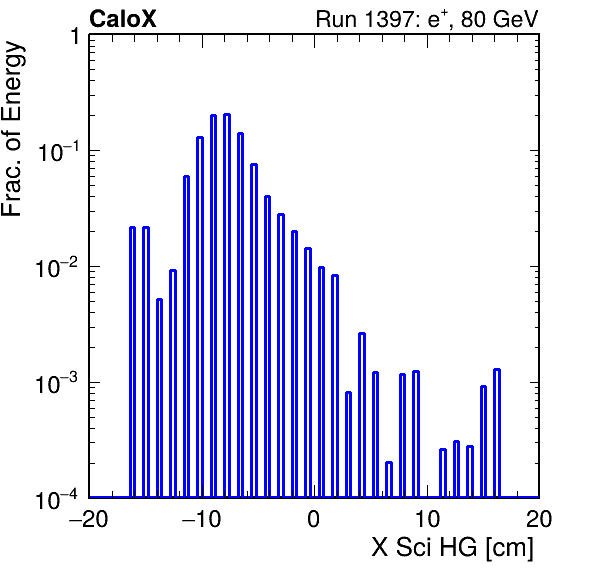 CaloX
Run 1397: e⁺, 80 GeV
Frac. of Energy
1
10⁻¹
10⁻²
10⁻³
10⁻⁴
−20
−10
0
10
20
X Sci HG [cm]